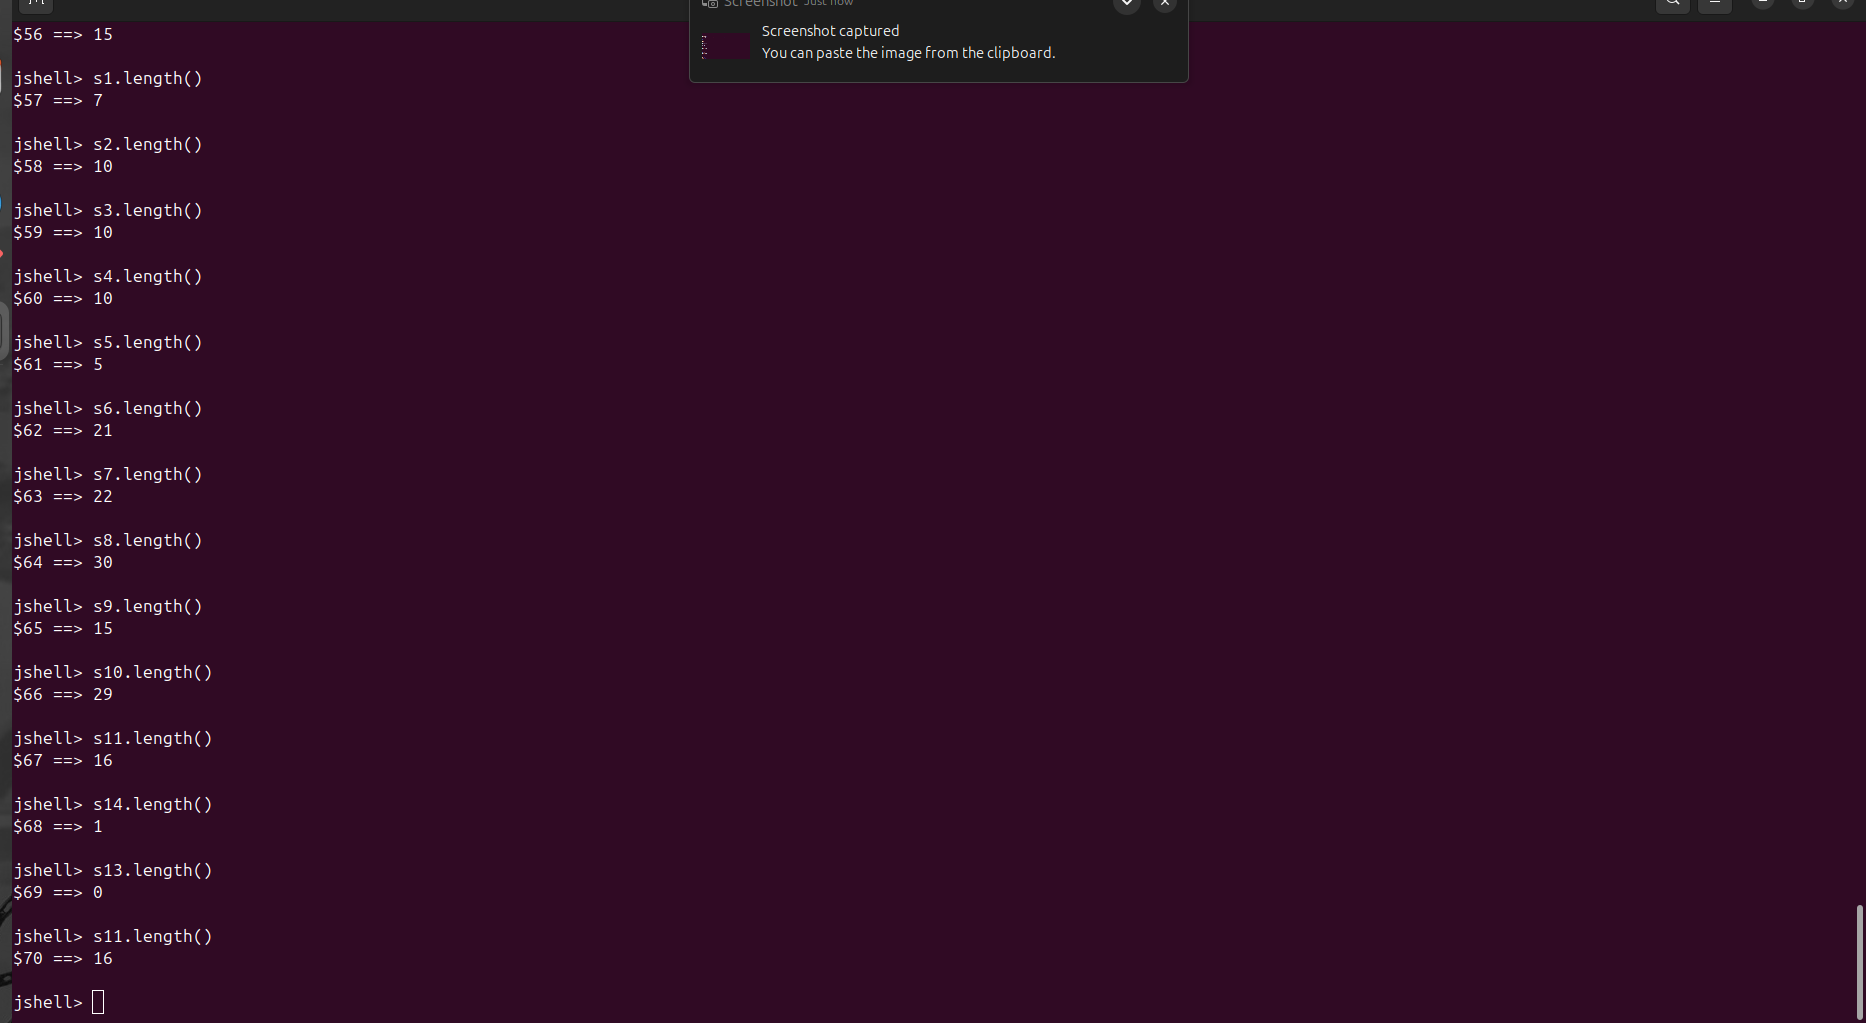 Screenshot Just now
Screenshot captured
You can paste the image from the clipboard.
$56 ==> 15
jshell> s1.length()
$57 ==> 7
jshell> s2.length()
$58 ==> 10
jshell> s3.length()
$59 ==> 10
jshell> s4.length()
$60 ==> 10
jshell> s5.length()
$61 ==> 5
jshell> s6.length()
$62 ==> 21
jshell> s7.length()
$63 ==> 22
jshell> s8.length()
$64 ==> 30
jshell> s9.length()
$65 ==> 15
jshell> s10.length()
$66 ==> 29
jshell> s11.length()
$67 ==> 16
jshell> s14.length()
$68 ==> 1
jshell> s13.length()
$69 ==> 0
jshell> s11.length()
$70 ==> 16
jshell>